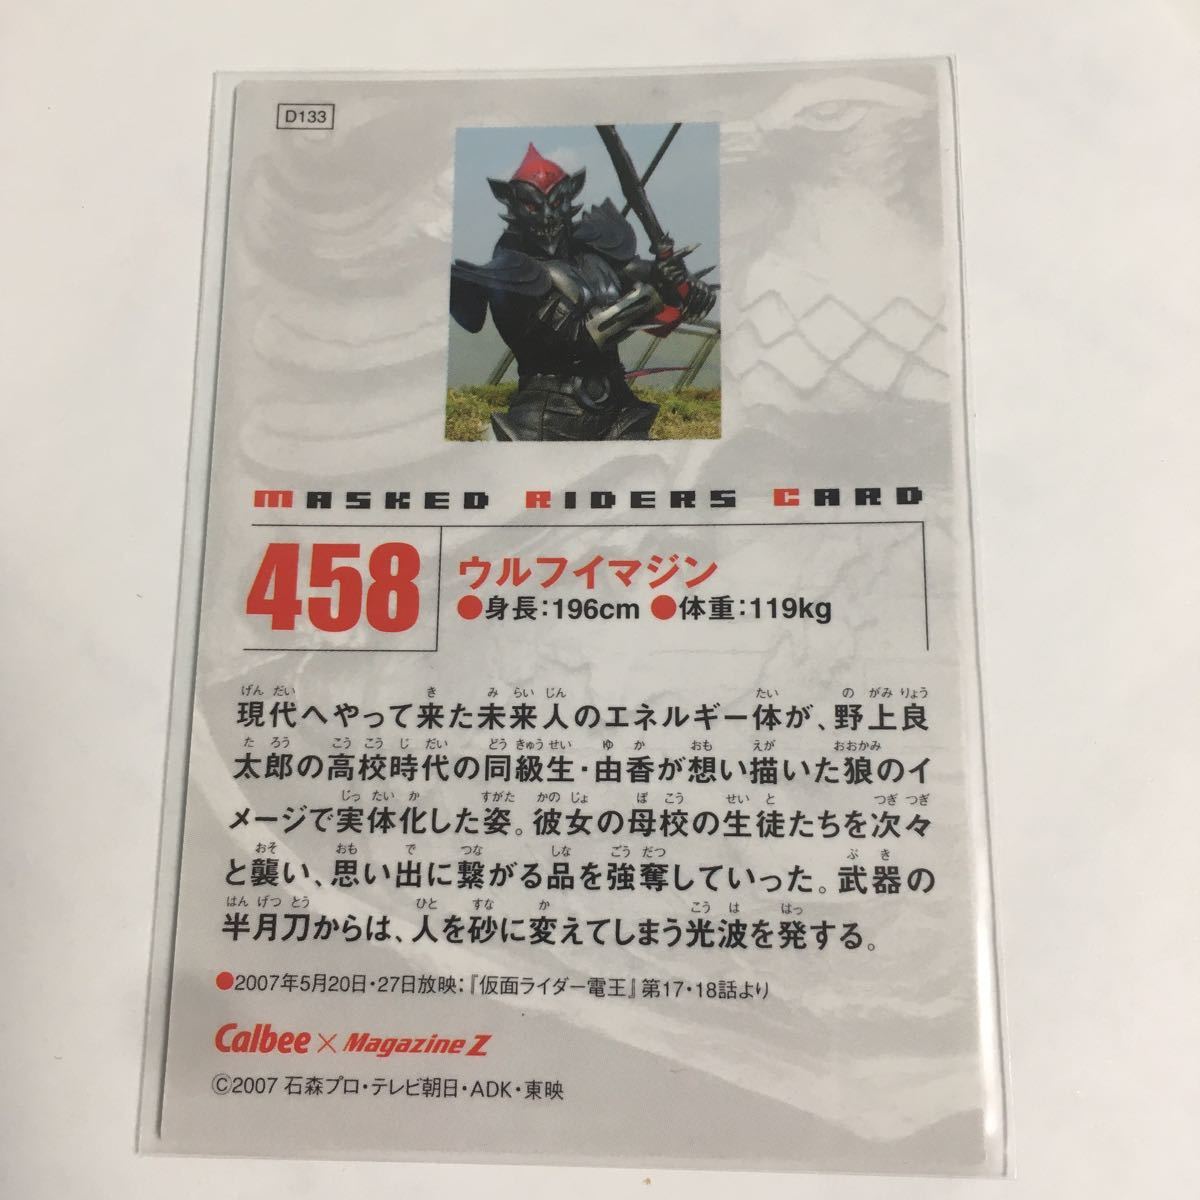 D133
MASKED RIDERS CARD
458
ウルフイマジン
●身長：196cm ●体重：119kg
げん だい き み らい じん たい の がみ りょう
現代へやって来た未来人のエネルギー体が、野上良
た ろう こう こう じ だい どう きゅう せい ゆ か おも えが おおかみ
太郎の高校時代の同級生・由香が想い描いた狼のイ
じっ たい か すがた かの じょ ぼ こう せい と つぎ つぎ
メージで実体化した姿。彼女の母校の生徒たちを次々
おそ おも で つな しな ごう だつ ぶ き
と襲い、思い出に繋がる品を強奪していった。武器の
はん げつ とう ひと すな か こう は はっ
半月刀からは、人を砂に変えてしまう光波を発する。
●2007年5月20日・27日放映：『仮面ライダー電王』第17・18話より
Calbee × Magazine Z
©2007 石森プロ・テレビ朝日・ADK・東映